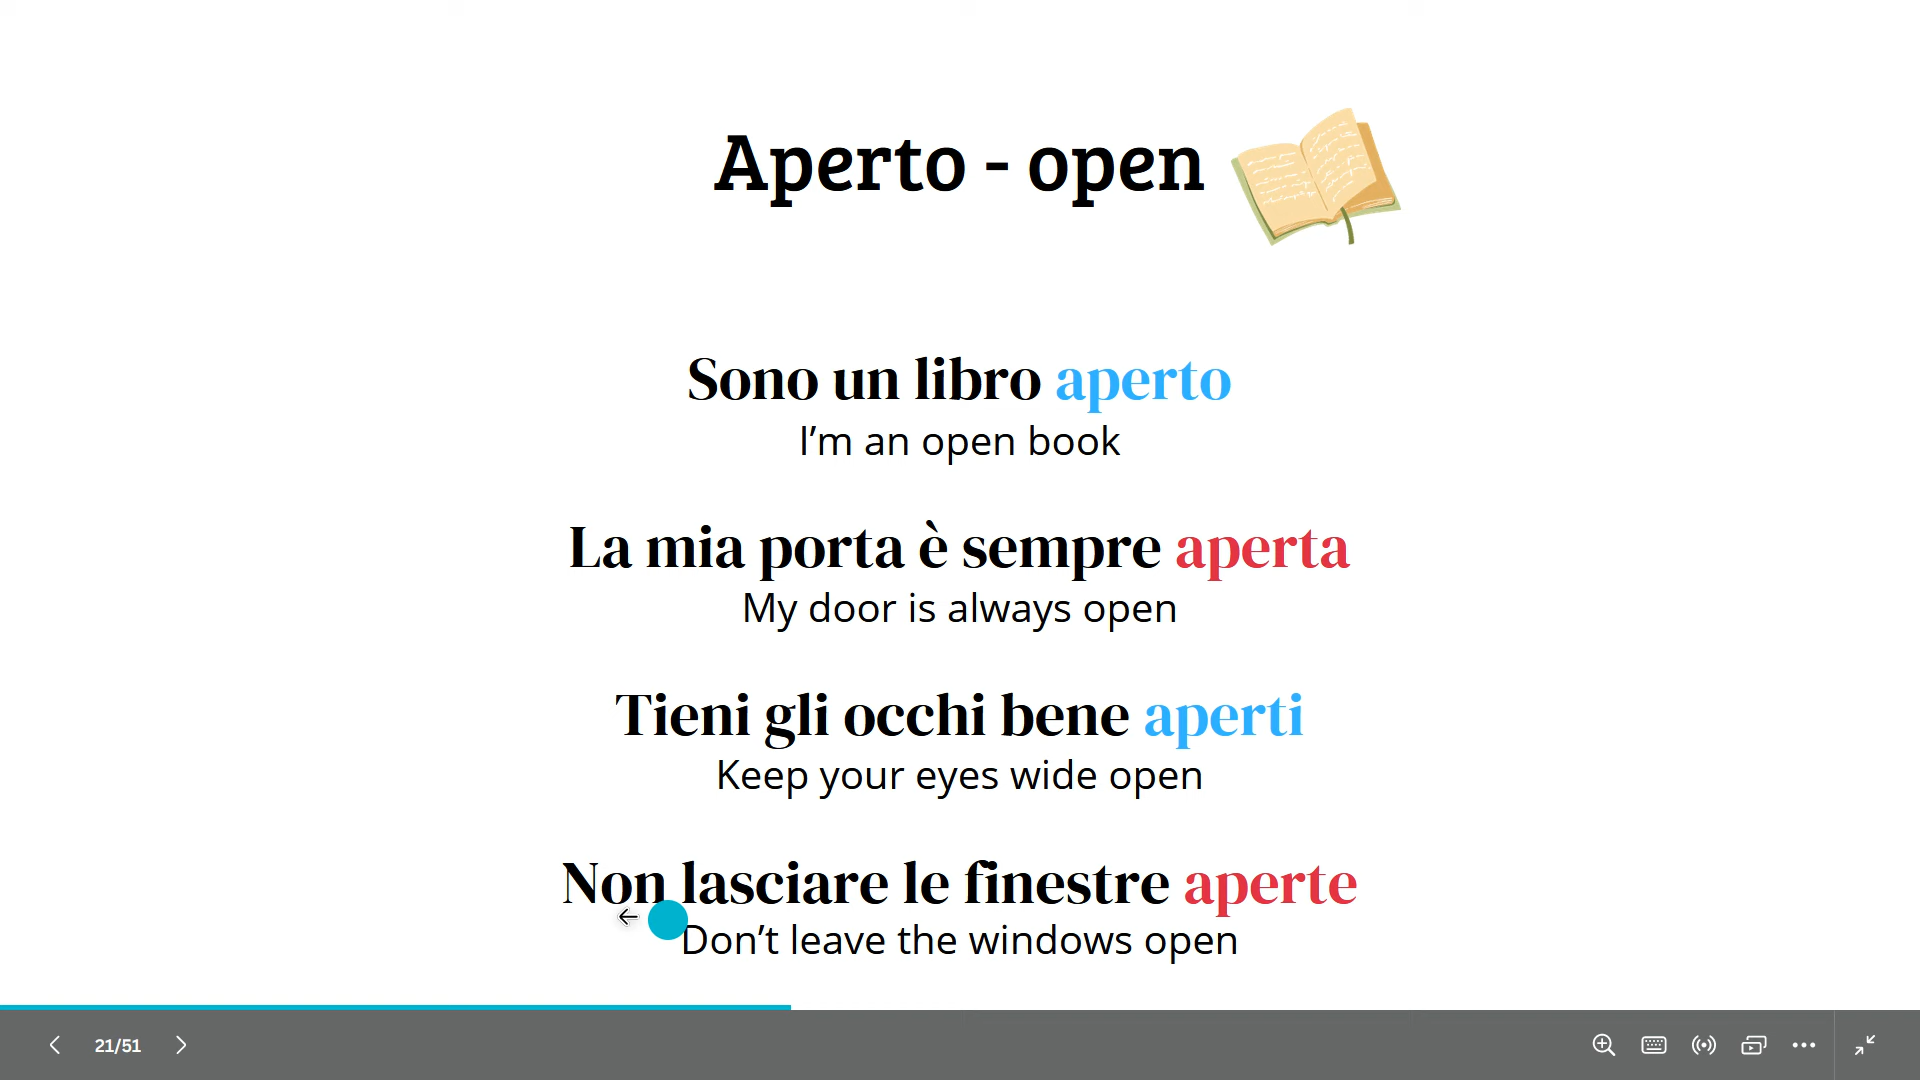 Aperto - open
Sono un libro aperto
I’m an open book
La mia porta è sempre aperta
My door is always open
Tieni gli occhi bene aperti
Keep your eyes wide open
Non lasciare le finestre aperte
Don’t leave the windows open
21/51